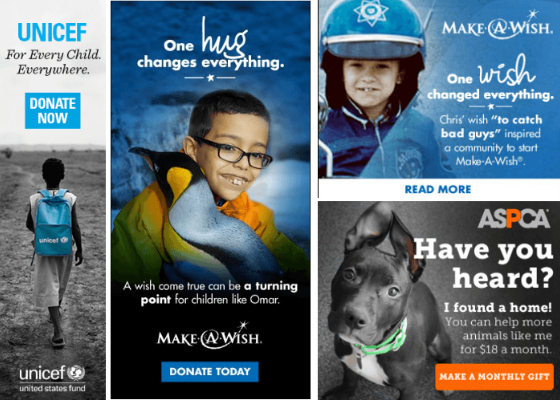 UNICEF
For Every Child.
Everywhere.
DONATE
NOW
unicef
unicef
united states fund
One hug
changes everything.
A wish come true can be a turning
point for children like Omar.
MAKE-A-WISH.
DONATE TODAY
MAKE-A-WISH.
One wish
changed everything.
Chris' wish "to catch
bad guys" inspired
a community to start
Make-A-Wish®.
READ MORE
ASPCA
Have you
heard?
I found a home!
You can help more
animals like me
for $18 a month.
MAKE A MONTHLY GIFT